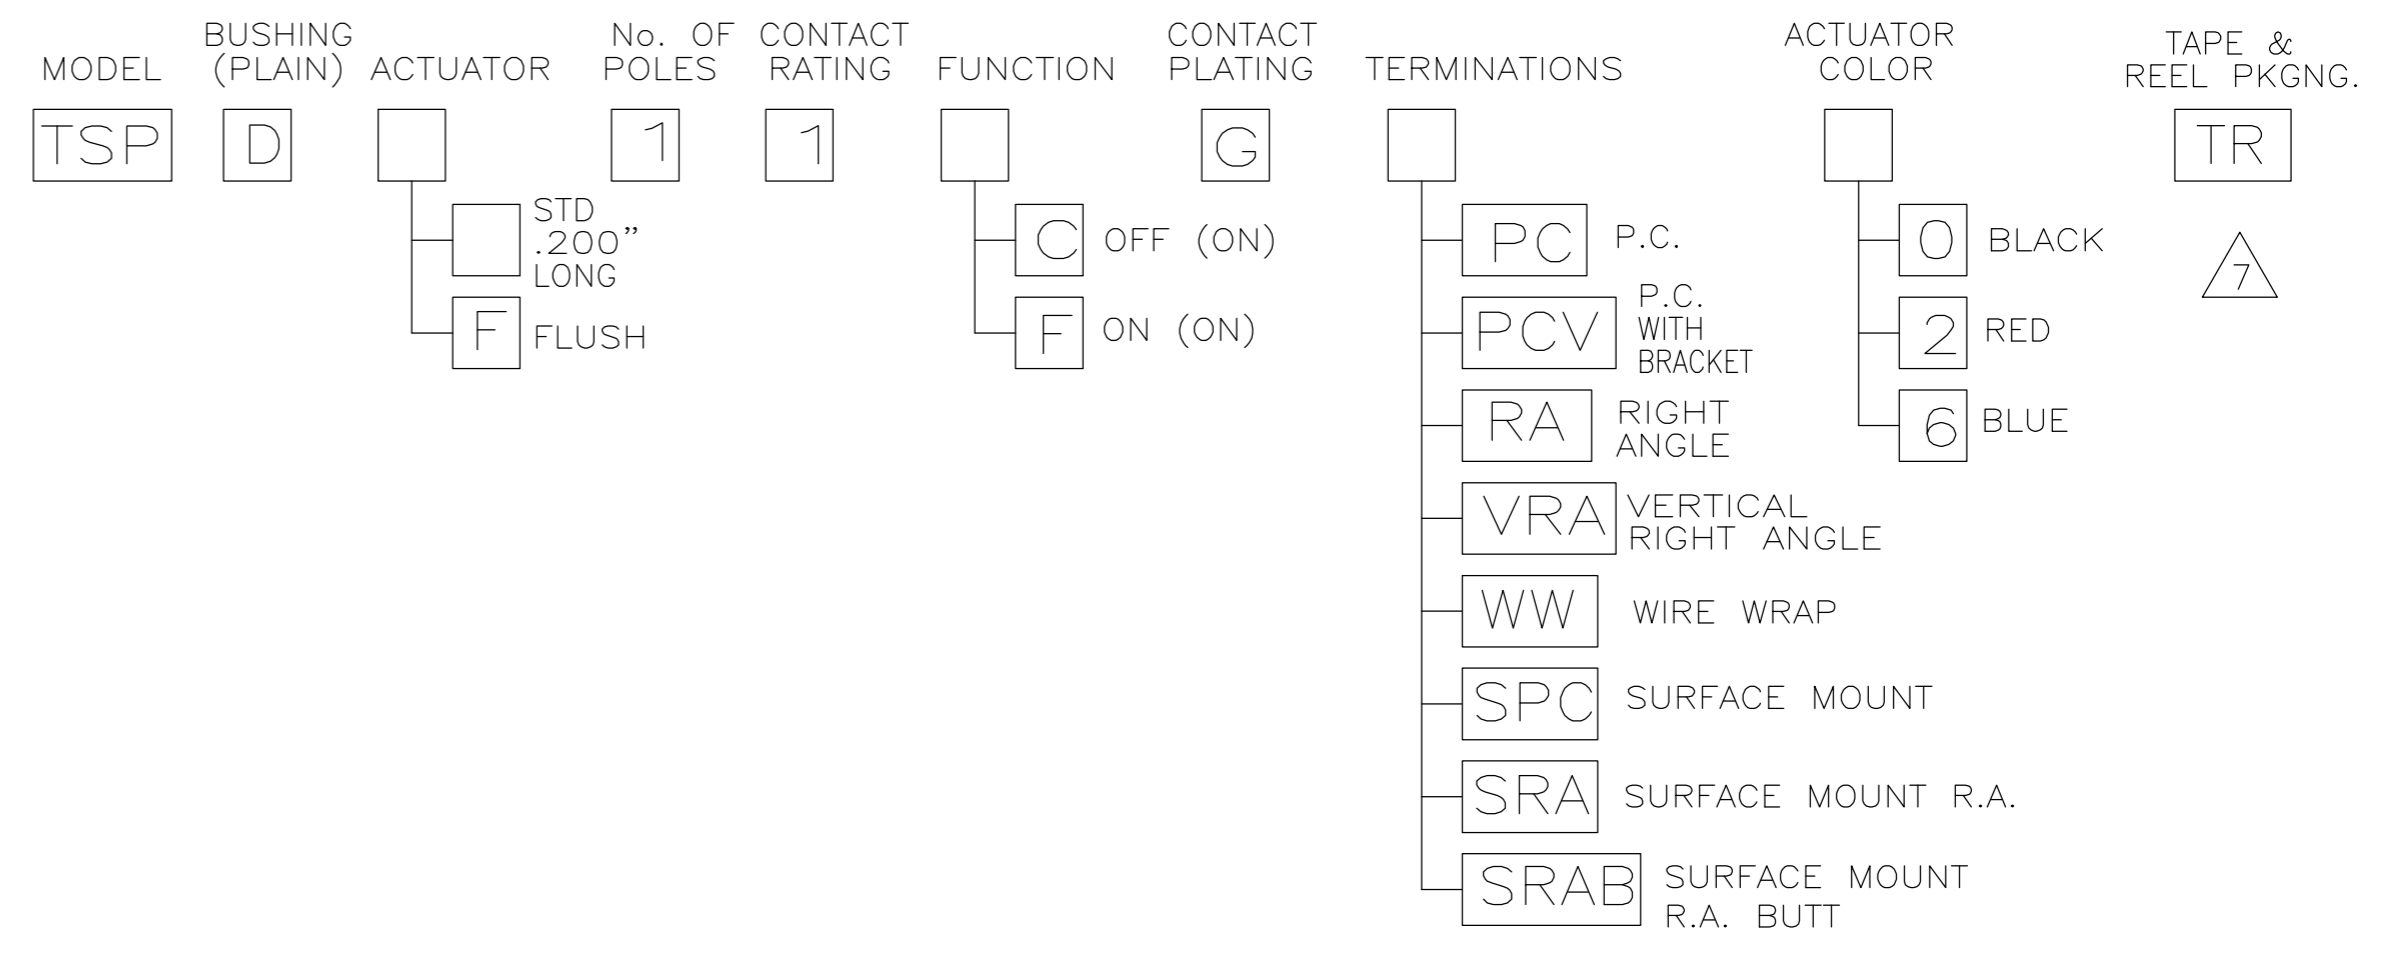 MODEL
BUSHING
(PLAIN)
ACTUATOR
No. OF
POLES
CONTACT
RATING
FUNCTION
CONTACT
PLATING
TERMINATIONS
ACTUATOR
COLOR
TAPE &
REEL PKGNG.
TSP
D
1
1
G
TR
STD
.200”
LONG
F FLUSH
C OFF (ON)
F ON (ON)
PC P.C.
PCV
P.C.
WITH
BRACKET
RA
RIGHT
ANGLE
VRA
VERTICAL
RIGHT ANGLE
WW WIRE WRAP
SPC SURFACE MOUNT
SRA SURFACE MOUNT R.A.
SRAB
SURFACE MOUNT
R.A. BUTT
0 BLACK
2 RED
6 BLUE
7